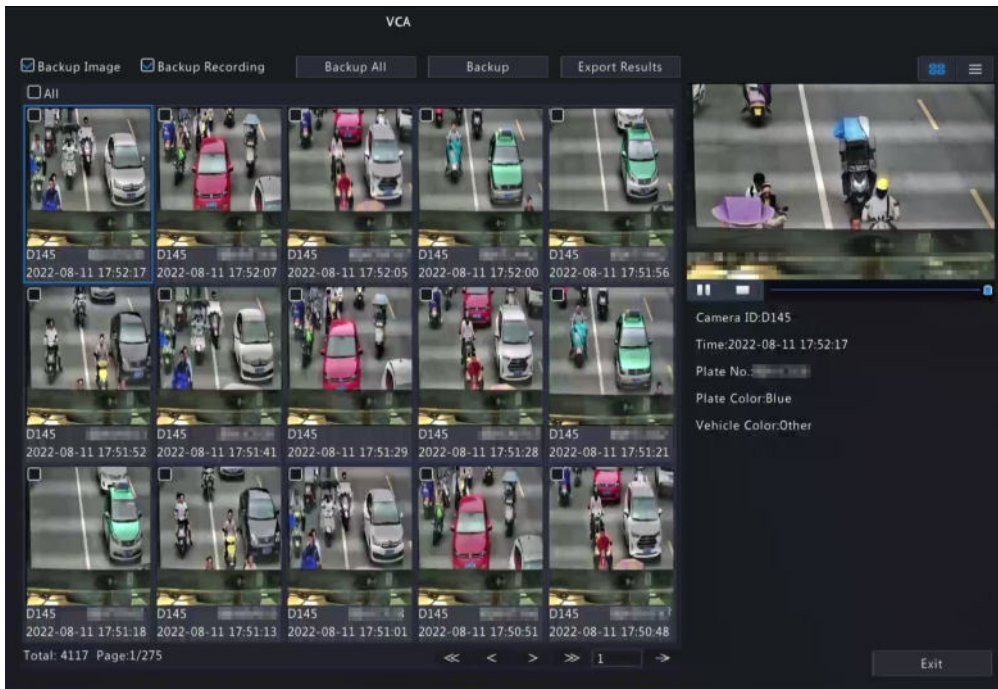 VCA
Backup Image Backup Recording Backup All Backup Export Results
All
D145 D145 D145 D145 D145
2022-08-11 17:52:17 2022-08-11 17:52:07 2022-08-11 17:52:05 2022-08-11 17:52:00 2022-08-11 17:51:56
D145 D145 D145 D145 D145
2022-08-11 17:51:52 2022-08-11 17:51:41 2022-08-11 17:51:29 2022-08-11 17:51:28 2022-08-11 17:51:21
D145 D145 D145 D145 D145
2022-08-11 17:51:18 2022-08-11 17:51:13 2022-08-11 17:51:01 2022-08-11 17:50:51 2022-08-11 17:50:48
Total: 4117 Page:1/275
1
Camera ID:D145
Time:2022-08-11 17:52:17
Plate No.:
Plate Color:Blue
Vehicle Color:Other
Exit